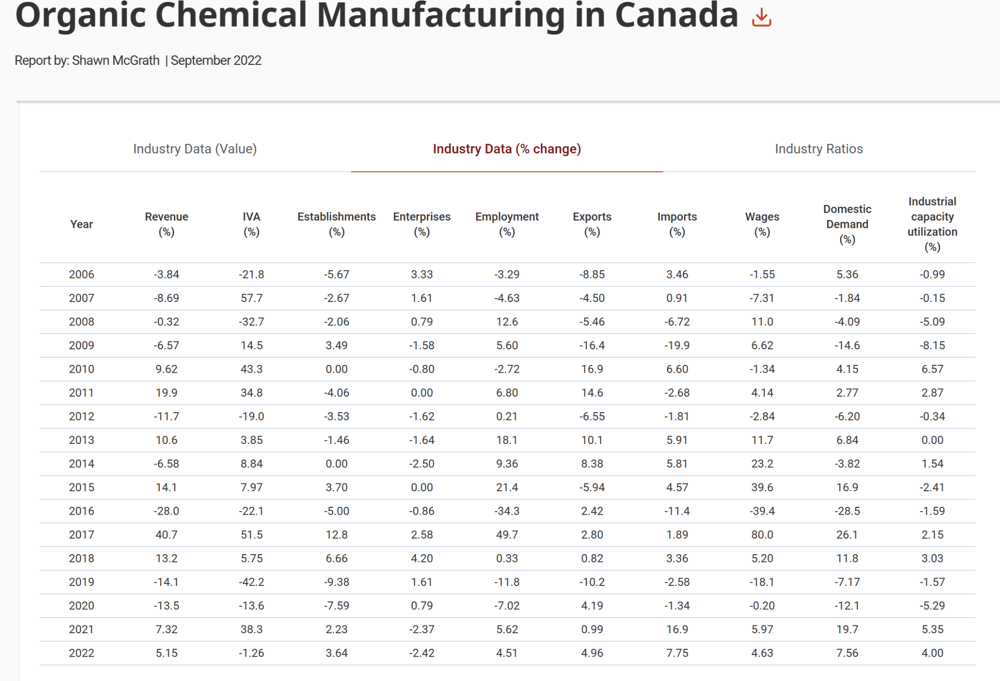 Organic Chemical Manufacturing in Canada
Report by: Shawn McGrath | September 2022
Industry Data (Value) Industry Data (% change) Industry Ratios
Year Revenue (%) IVA (%) Establishments (%) Enterprises (%) Employment (%) Exports (%) Imports (%) Wages (%) Domestic Demand (%) Industrial capacity utilization (%)
2006 -3.84 -21.8 -5.67 3.33 -3.29 -8.85 3.46 -1.55 5.36 -0.99
2007 -8.69 57.7 -2.67 1.61 -4.63 -4.50 0.91 -7.31 -1.84 -0.15
2008 -0.32 -32.7 -2.06 0.79 12.6 -5.46 -6.72 11.0 -4.09 -5.09
2009 -6.57 14.5 3.49 -1.58 5.60 -16.4 -19.9 6.62 -14.6 -8.15
2010 9.62 43.3 0.00 -0.80 -2.72 16.9 6.60 -1.34 4.15 6.57
2011 19.9 34.8 -4.06 0.00 6.80 14.6 -2.68 4.14 2.77 2.87
2012 -11.7 -19.0 -3.53 -1.62 0.21 -6.55 -1.81 -2.84 -6.20 -0.34
2013 10.6 3.85 -1.46 -1.64 18.1 10.1 5.91 11.7 6.84 0.00
2014 -6.58 8.84 0.00 -2.50 9.36 8.38 5.81 23.2 -3.82 1.54
2015 14.1 7.97 3.70 0.00 21.4 -5.94 4.57 39.6 16.9 -2.41
2016 -28.0 -22.1 -5.00 -0.86 -34.3 2.42 -11.4 -39.4 -28.5 -1.59
2017 40.7 51.5 12.8 2.58 49.7 2.80 1.89 80.0 26.1 2.15
2018 13.2 5.75 6.66 4.20 0.33 0.82 3.36 5.20 11.8 3.03
2019 -14.1 -42.2 -9.38 1.61 -11.8 -10.2 -2.58 -18.1 -7.17 -1.57
2020 -13.5 -13.6 -7.59 0.79 -7.02 4.19 -1.34 -0.20 -12.1 -5.29
2021 7.32 38.3 2.23 -2.37 5.62 0.99 16.9 5.97 19.7 5.35
2022 5.15 -1.26 3.64 -2.42 4.51 4.96 7.75 4.63 7.56 4.00